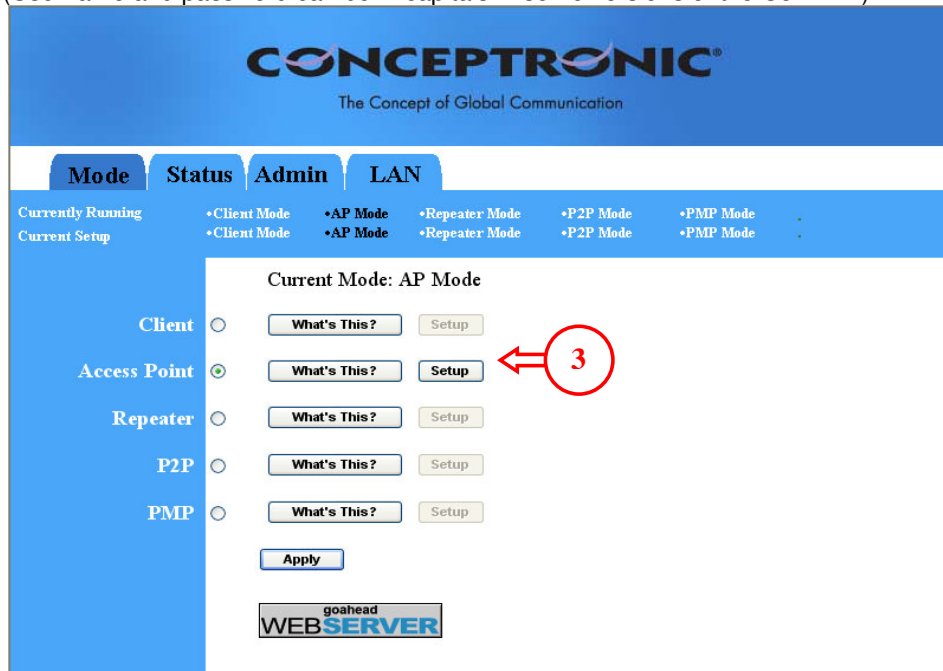 CONCEPTRONIC®
The Concept of Global Communication
Mode Status Admin LAN
Currently Running •Client Mode •AP Mode •Repeater Mode •P2P Mode •PMP Mode .
Current Setup •Client Mode •AP Mode •Repeater Mode •P2P Mode •PMP Mode .
Current Mode: AP Mode
Client What's This? Setup
3
Access Point What's This? Setup
Repeater What's This? Setup
P2P What's This? Setup
PMP What's This? Setup
Apply
goahead
WEBSERVER